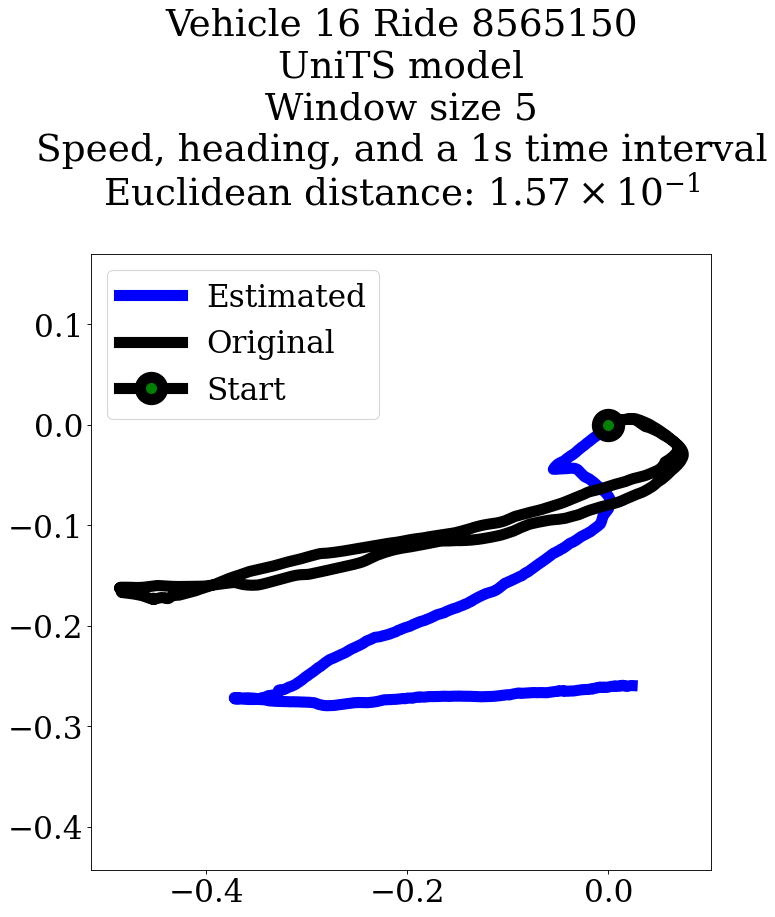 Vehicle 16 Ride 8565150
UniTS model
Window size 5
Speed, heading, and a 1s time interval
Euclidean distance: 1.57 × 10⁻¹
Estimated
Original
Start
0.1
0.0
−0.1
−0.2
−0.3
−0.4
−0.4 −0.2 0.0